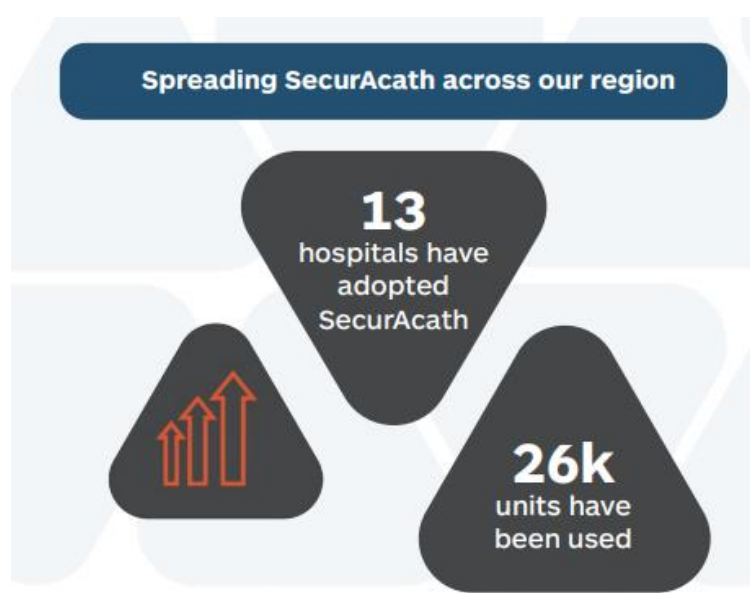 Spreading SecurAcath across our region
13
hospitals have
adopted
SecurAcath
26k
units have
been used